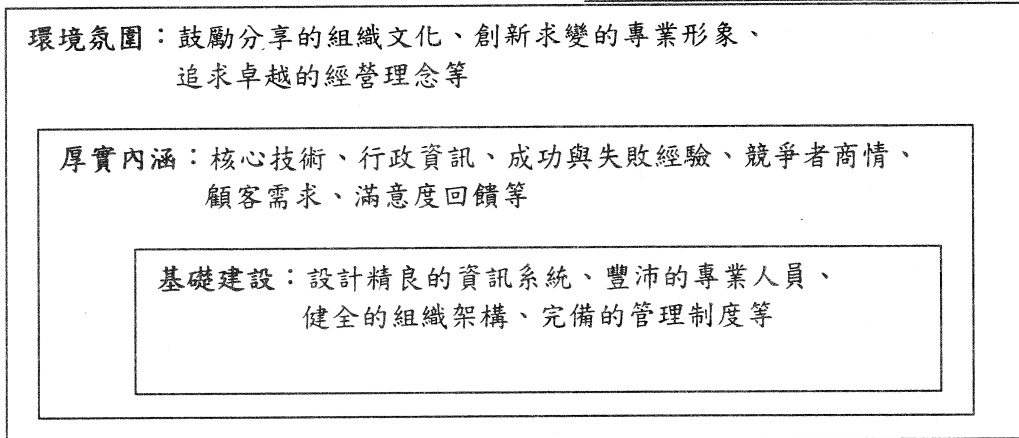 環境氛圍：鼓勵分享的組織文化、創新求變的專業形象、
追求卓越的經營理念等
厚實內涵：核心技術、行政資訊、成功與失敗經驗、競爭者商情、
顧客需求、滿意度回饋等
基礎建設：設計精良的資訊系統、豐沛的專業人員、
健全的組織架構、完備的管理制度等